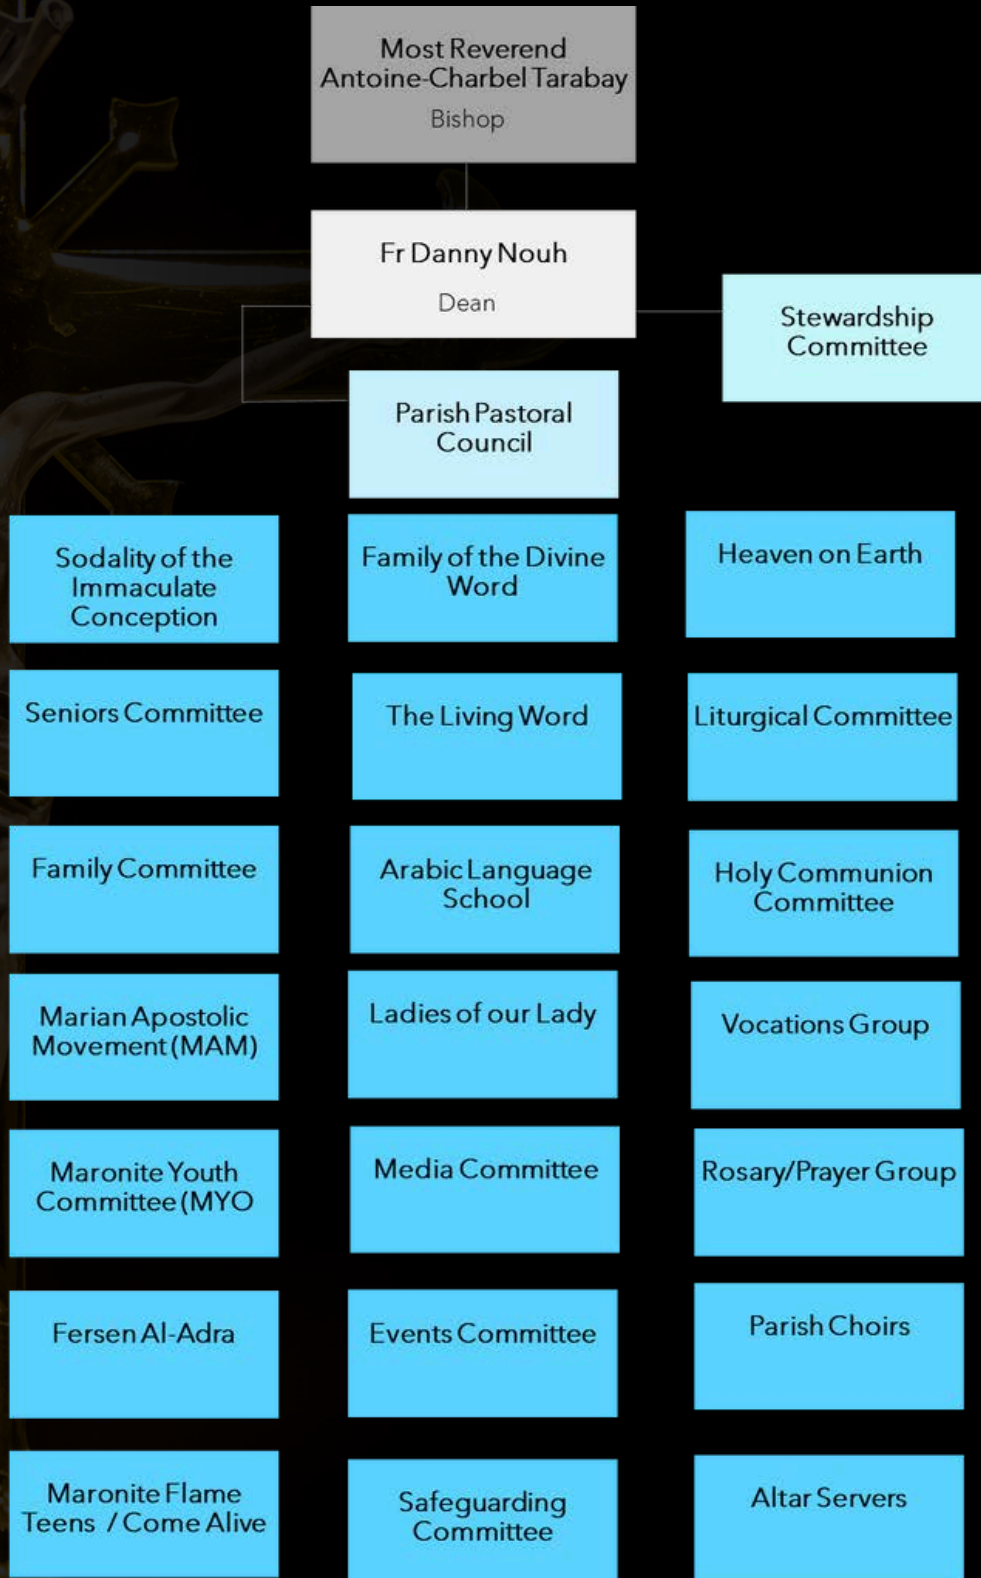 Most Reverend
Antoine-Charbel Tarabay
Bishop
Fr Danny Nouh
Dean
Stewardship
Committee
Parish Pastoral
Council
Sodality of the
Immaculate
Conception
Family of the Divine
Word
Heaven on Earth
Seniors Committee
The Living Word
Liturgical Committee
Family Committee
Arabic Language
School
Holy Communion
Committee
Marian Apostolic
Movement (MAM)
Ladies of our Lady
Vocations Group
Maronite Youth
Committee (MYO
Media Committee
Rosary/Prayer Group
Fersen Al-Adra
Events Committee
Parish Choirs
Maronite Flame
Teens / Come Alive
Safeguarding
Committee
Altar Servers